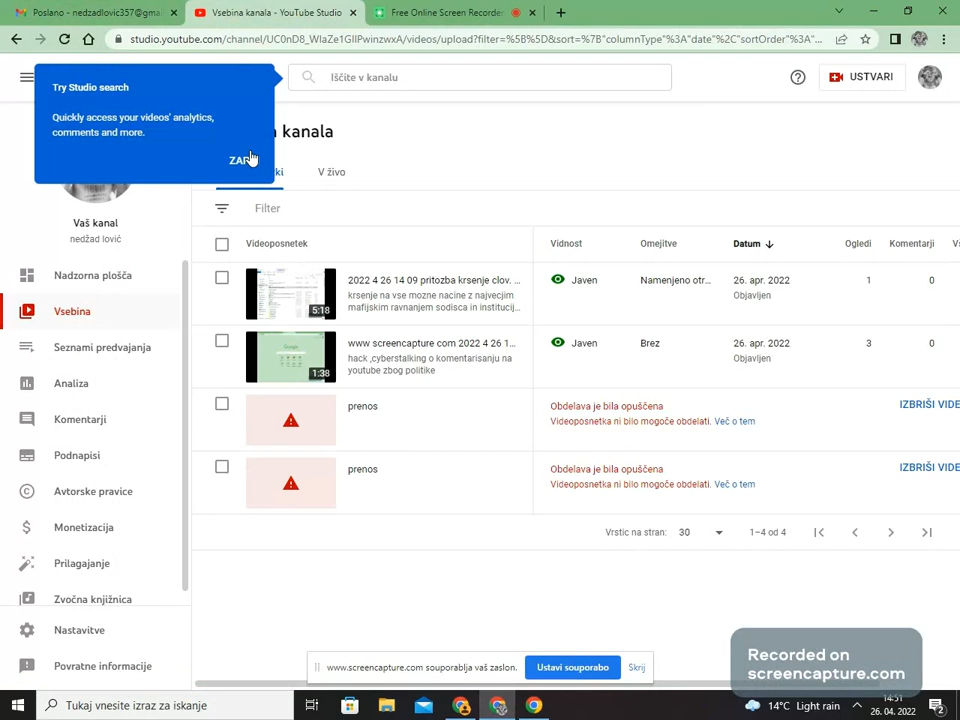 Poslano - nedzadlovic357@gmai
Vsebina kanala - YouTube Studio
Free Online Screen Recorder
studio.youtube.com/channel/UC0nD8_WIaZe1GIlPwinzwxA/videos/upload?filter=%5B%5D&sort=%7B"columnType"%3A"date"%2C"sortOrder"%3A...
Try Studio search
Quickly access your videos' analytics,
comments and more.
Iščite v kanalu
USTVARI
kanala
V živo
Vaš kanal
nedžad lović
Filter
Videoposnetek
Vidnost
Omejitve
Datum
Ogledi
Komentarji
2022 4 26 14 09 pritozba krsenje clov. ...
krsenje na vse mozne nacine z najvecjim
mafijskim ravnanjem sodisca in institucij...
5:18
Javen
Namenjeno otr...
26. apr. 2022
Objavljen
1
0
www screencapture com 2022 4 26 1...
hack ,cyberstalking o komentarisanju na
youtube zbog politike
1:38
Javen
Brez
26. apr. 2022
Objavljen
3
0
prenos
Obdelava je bila opuščena
Videoposnetka ni bilo mogoče obdelati. Več o tem
IZBRIŠI VIDE
prenos
Obdelava je bila opuščena
Videoposnetka ni bilo mogoče obdelati. Več o tem
IZBRIŠI VIDE
Vrstic na stran: 30
1–4 od 4
Nadzorna plošča
Vsebina
Seznami predvajanja
Analiza
Komentarji
Podnapisi
Avtorske pravice
Monetizacija
Prilagajanje
Zvočna knjižnica
Nastavitve
Povratne informacije
www.screencapture.com souporablja vaš zaslon.
Ustavi souporabo
Skrij
Recorded on
screencapture.com
Tukaj vnesite izraz za iskanje
14°C Light rain
14:51
26. 04. 2022
2